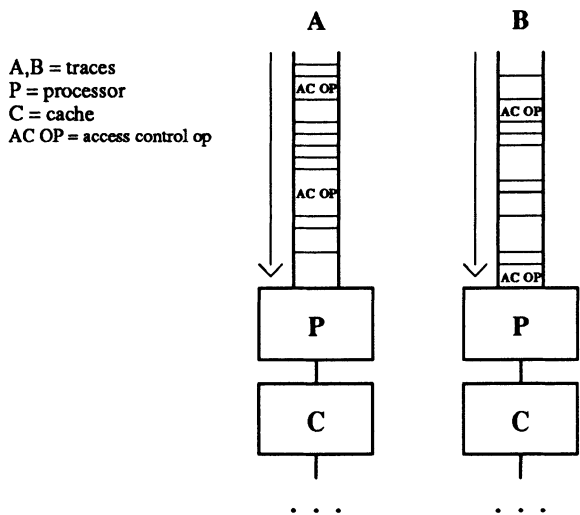 A
B
A,B = traces
P = processor
C = cache
AC OP = access control op
AC OP
AC OP
AC OP
AC OP
P
P
C
C
. . .
. . .